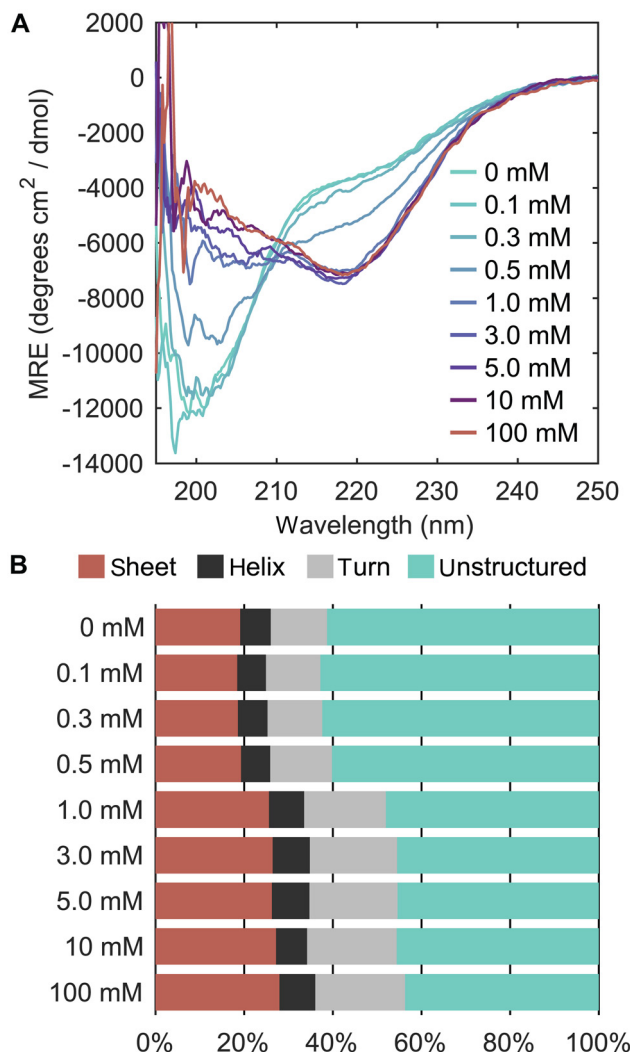 A
2000
0
-2000
-4000
-6000
-8000
-10000
-12000
-14000
MRE (degrees cm² / dmol)
0 mM
0.1 mM
0.3 mM
0.5 mM
1.0 mM
3.0 mM
5.0 mM
10 mM
100 mM
200 210 220 230 240 250
Wavelength (nm)
B
Sheet Helix Turn Unstructured
0 mM
0.1 mM
0.3 mM
0.5 mM
1.0 mM
3.0 mM
5.0 mM
10 mM
100 mM
0% 20% 40% 60% 80% 100%